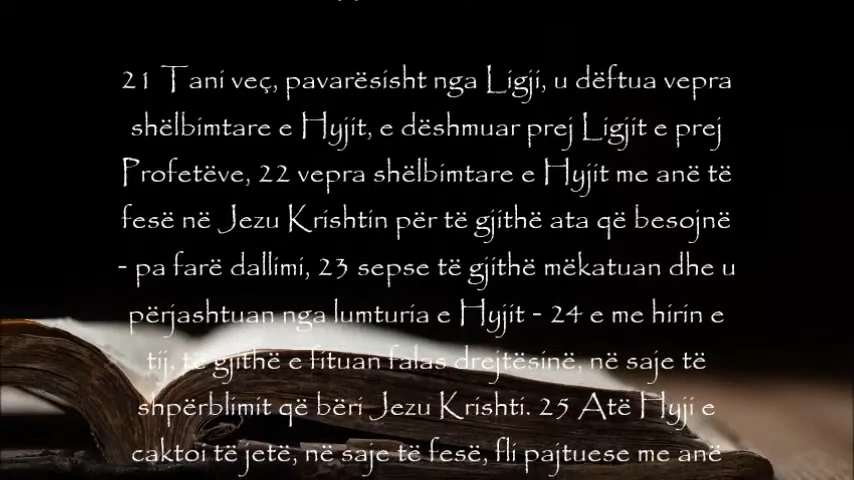 21 Tani veç, pavarësisht nga Ligji, u dëftua vepra
shëlbimtare e Hyjit, e dëshmuar prej Ligjit e prej
Profetëve, 22 vepra shëlbimtare e Hyjit me anë të
fesë në Jezu Krishtin për të gjithë ata që besojnë
- pa farë dallimi, 23 sepse të gjithë mëkatuan dhe u
përjashtuan nga lumturia e Hyjit - 24 e me hirin e
tij, të gjithë e fituan falas drejtësinë, në saje të
shpërblimit që bëri Jezu Krishti. 25 Atë Hyji e
caktoi të jetë, në saje të fesë, fli pajtuese me anë